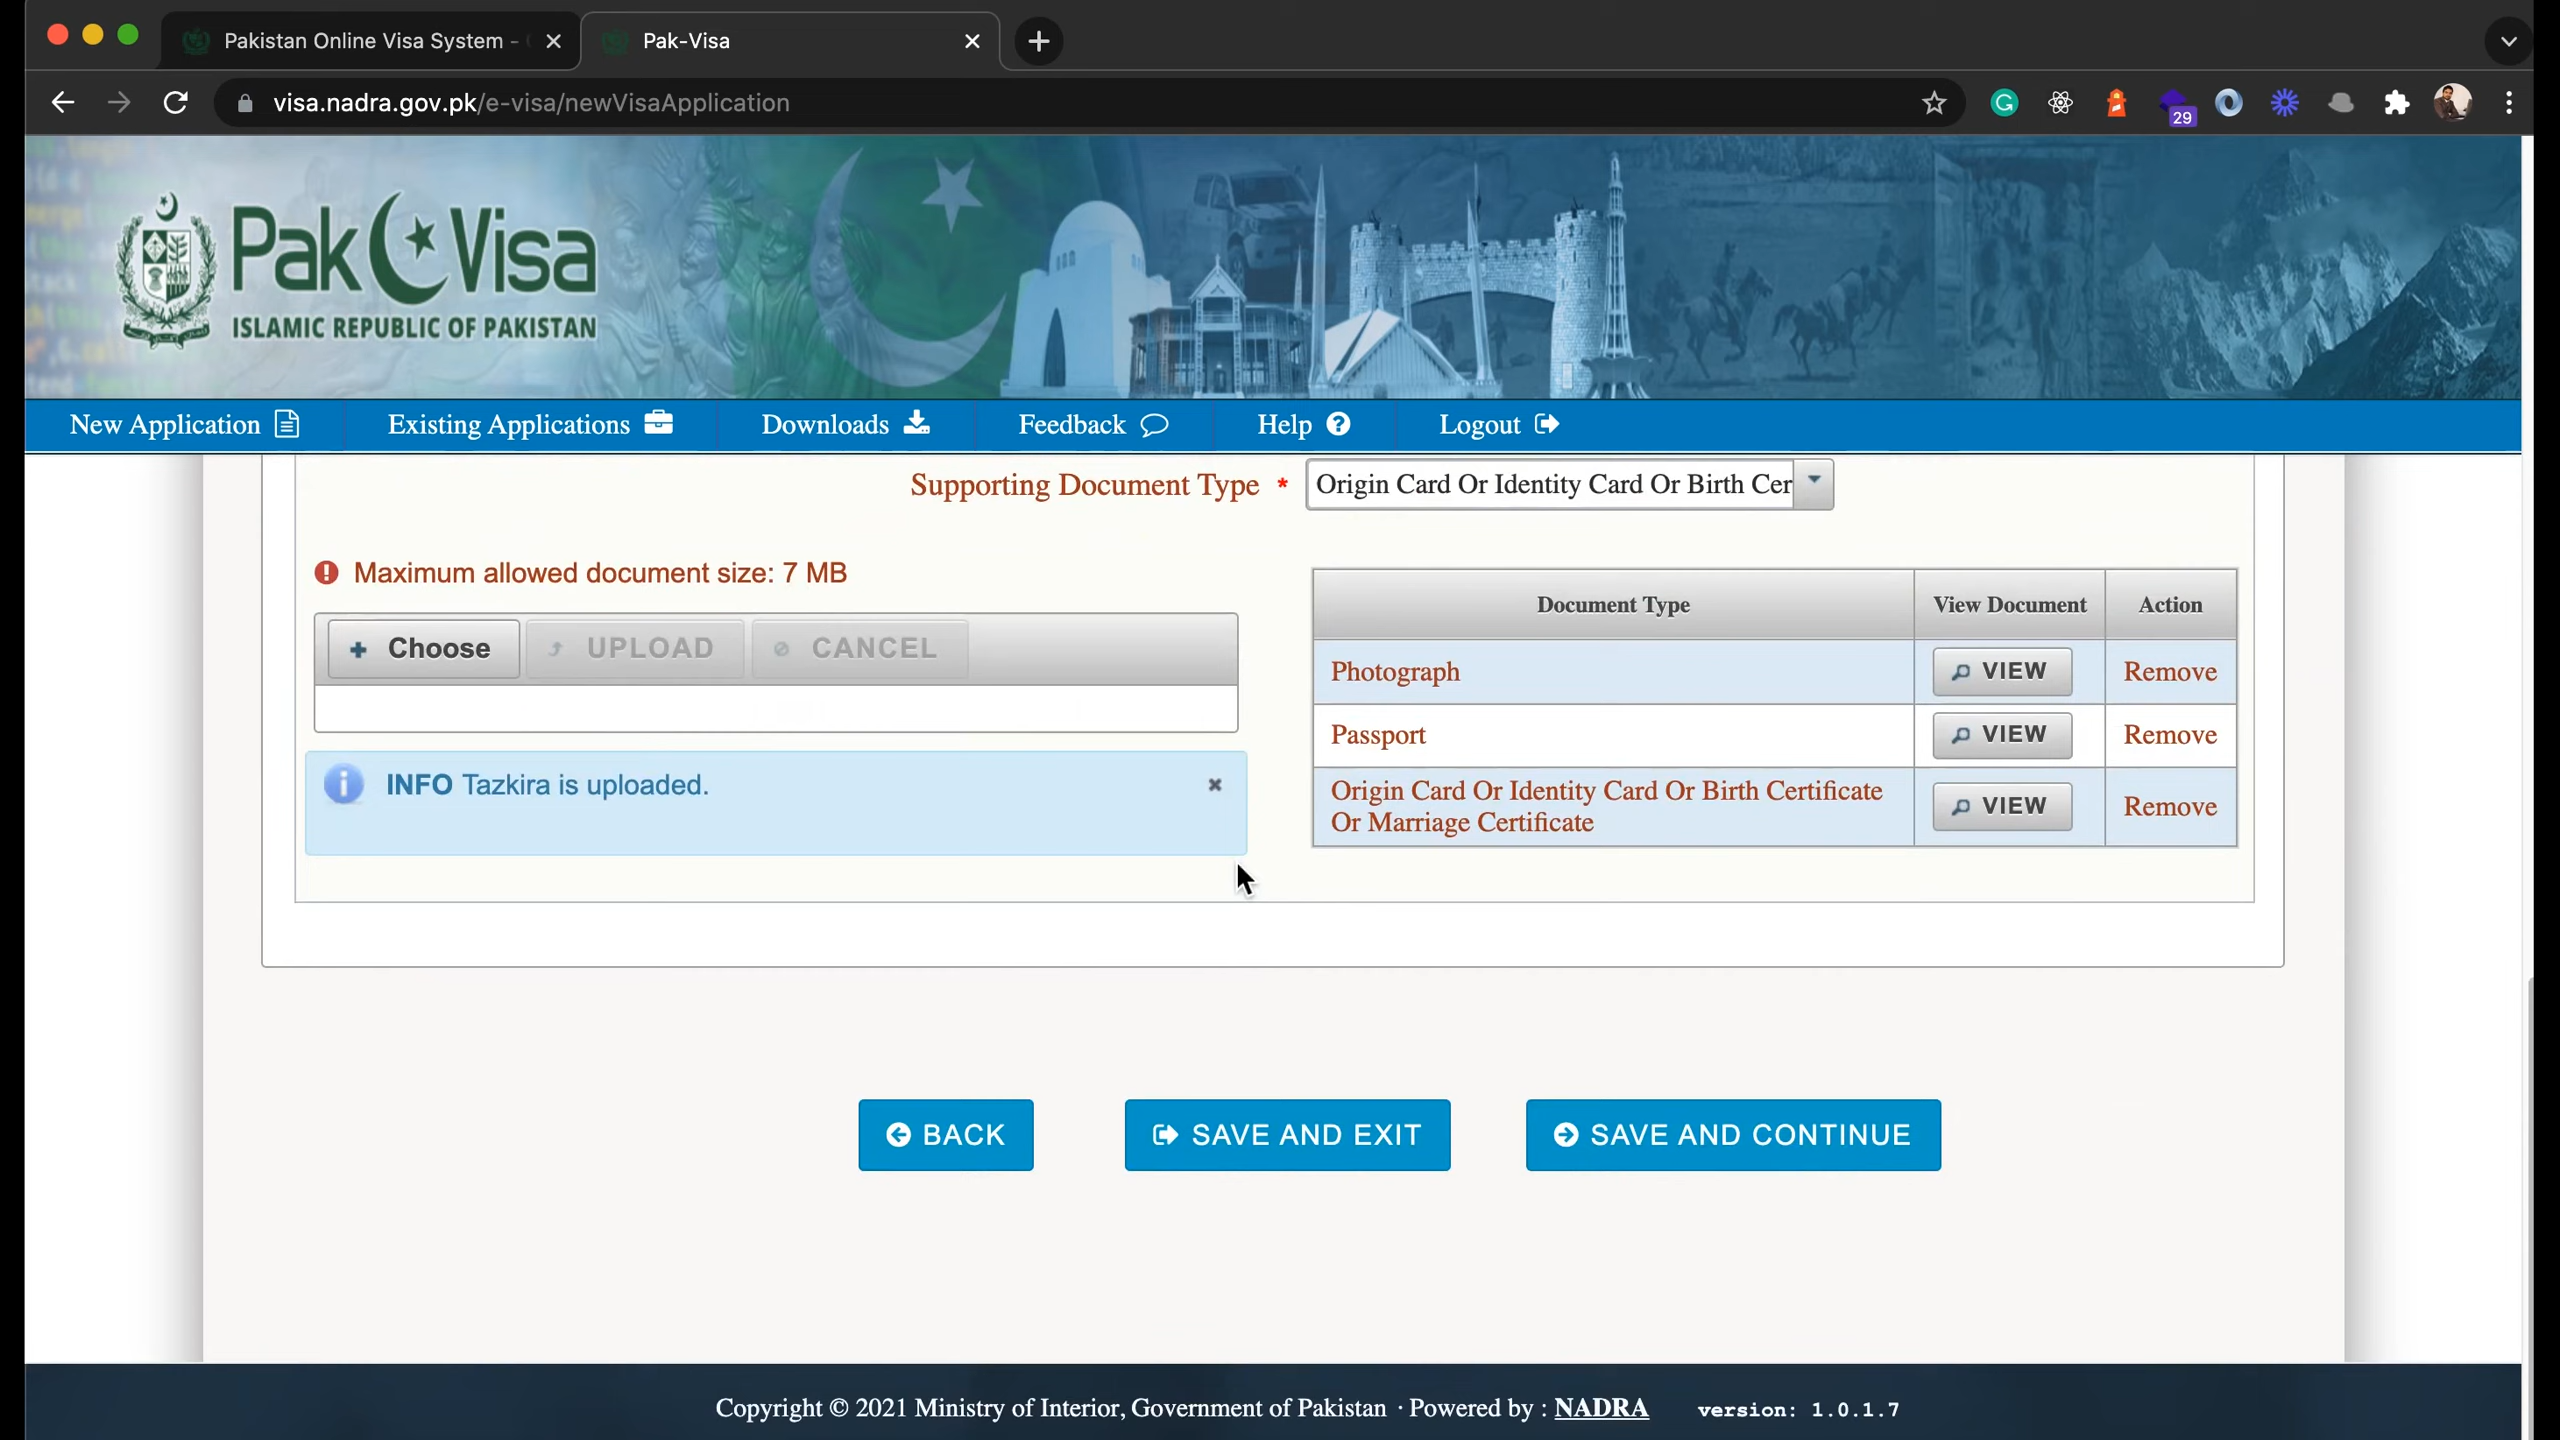 Pakistan Online Visa System -
Pak-Visa
visa.nadra.gov.pk/e-visa/newVisaApplication
29
Pak Visa
ISLAMIC REPUBLIC OF PAKISTAN
New Application
Existing Applications
Downloads
Feedback
Help
Logout
Supporting Document Type *
Origin Card Or Identity Card Or Birth Cer
Maximum allowed document size: 7 MB
Choose
UPLOAD
CANCEL
INFO Tazkira is uploaded.
Document Type View Document Action
Photograph VIEW Remove
Passport VIEW Remove
Origin Card Or Identity Card Or Birth Certificate
Or Marriage Certificate
VIEW Remove
BACK
SAVE AND EXIT
SAVE AND CONTINUE
Copyright © 2021 Ministry of Interior, Government of Pakistan · Powered by : NADRA version: 1.0.1.7